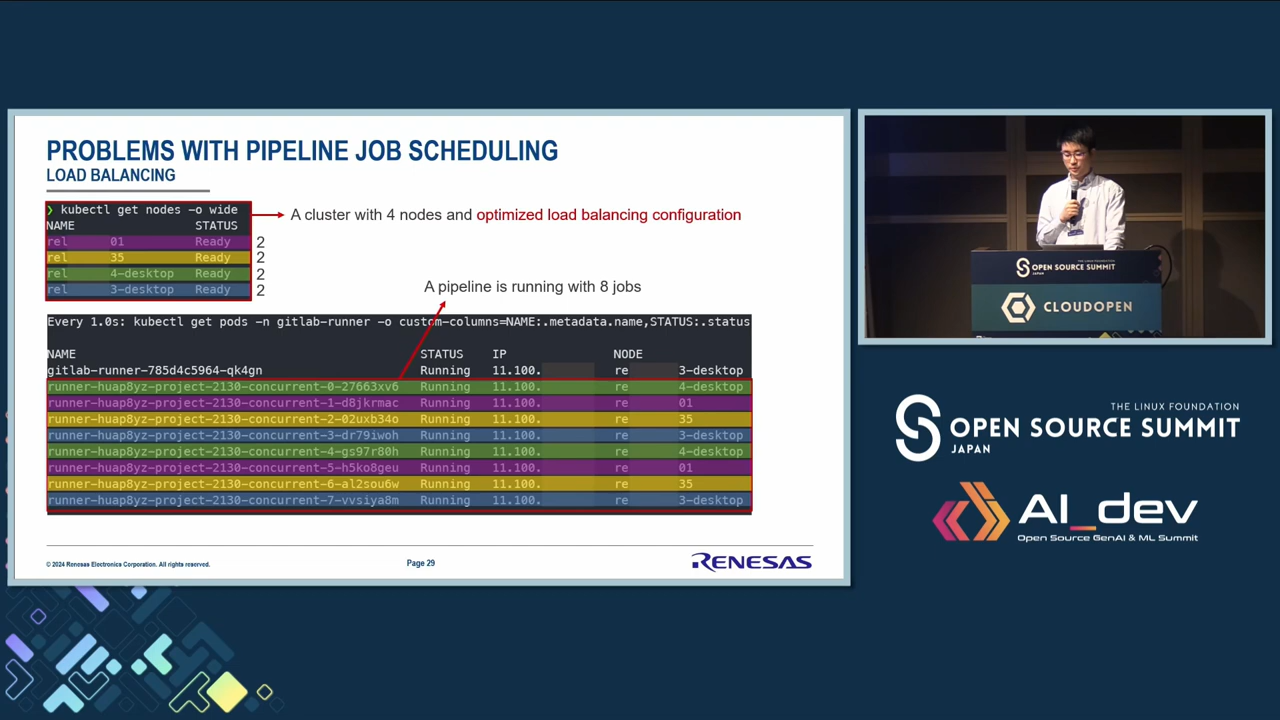 PROBLEMS WITH PIPELINE JOB SCHEDULING
LOAD BALANCING
❯ kubectl get nodes -o wide
NAME STATUS
rel 01 Ready 2
rel 35 Ready 2
rel 4-desktop Ready 2
rel 3-desktop Ready 2
A cluster with 4 nodes and optimized load balancing configuration
A pipeline is running with 8 jobs
Every 1.0s: kubectl get pods -n gitlab-runner -o custom-columns=NAME:.metadata.name,STATUS:.status
NAME STATUS IP NODE
gitlab-runner-785d4c5964-qk4gn Running 11.100. re 3-desktop
runner-huap8yz-project-2130-concurrent-0-27663xv6 Running 11.100. re 4-desktop
runner-huap8yz-project-2130-concurrent-1-d8jkrmac Running 11.100. re 01
runner-huap8yz-project-2130-concurrent-2-02uxb34o Running 11.100. re 35
runner-huap8yz-project-2130-concurrent-3-dr79iwoh Running 11.100. re 3-desktop
runner-huap8yz-project-2130-concurrent-4-gs97r80h Running 11.100. re 4-desktop
runner-huap8yz-project-2130-concurrent-5-h5ko8geu Running 11.100. re 01
runner-huap8yz-project-2130-concurrent-6-al2sou6w Running 11.100. re 35
runner-huap8yz-project-2130-concurrent-7-vvsiya8m Running 11.100. re 3-desktop
© 2024 Renesas Electronics Corporation. All rights reserved.
Page 29
RENESAS
OPEN SOURCE SUMMIT
JAPAN
CLOUDOPEN
THE LINUX FOUNDATION
OPEN SOURCE SUMMIT
JAPAN
AI_dev
Open Source GenAI & ML Summit